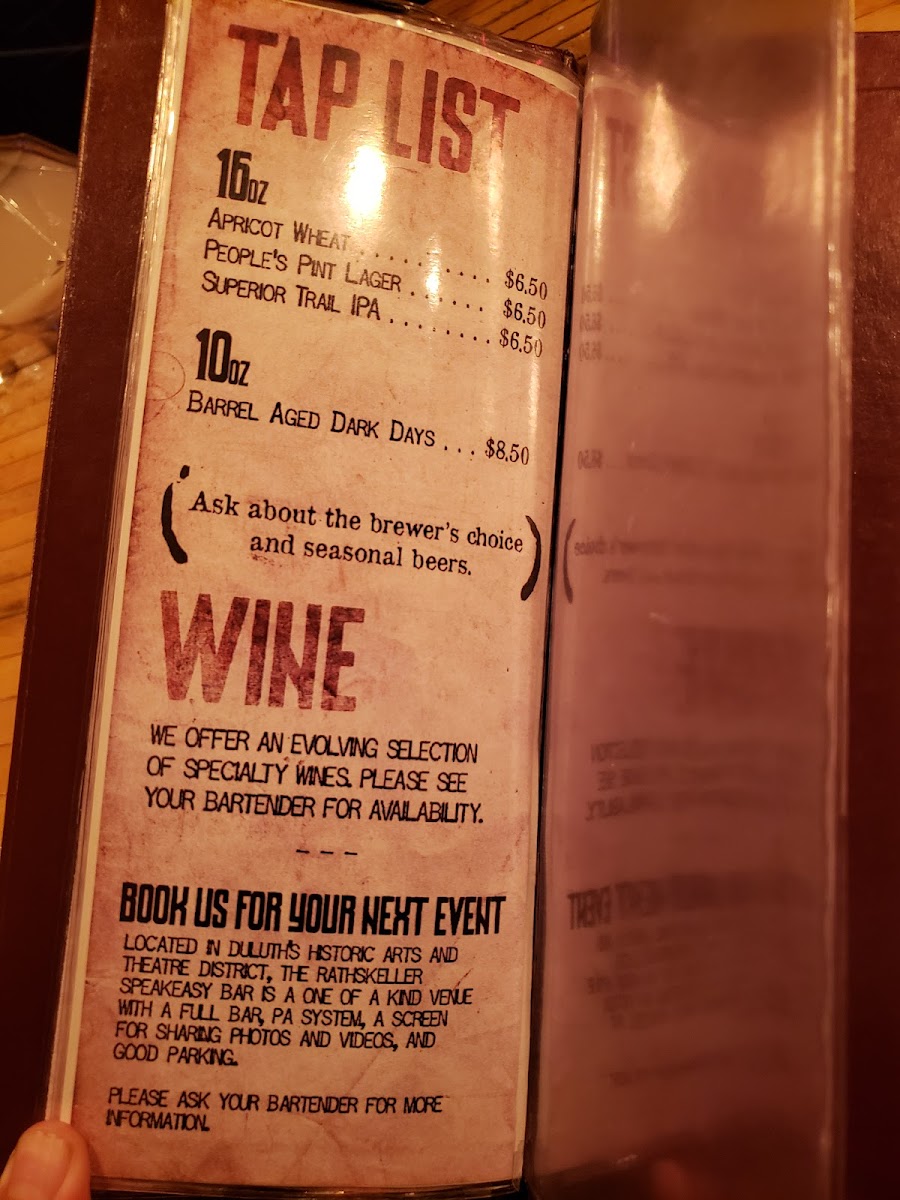 TAP LIST
16oz
APRICOT WHEAT . . . . . . . . . . $6.50
PEOPLE'S PINT LAGER . . . . . . . $6.50
SUPERIOR TRAIL IPA . . . . . . . . $6.50
10oz
BARREL AGED DARK DAYS . . . $8.50
(Ask about the brewer's choice
and seasonal beers.)
WINE
WE OFFER AN EVOLVING SELECTION
OF SPECIALTY WINES. PLEASE SEE
YOUR BARTENDER FOR AVAILABILITY.
– – –
BOOK US FOR YOUR NEXT EVENT
LOCATED IN DULUTH'S HISTORIC ARTS AND
THEATRE DISTRICT, THE RATHSKELLER
SPEAKEASY BAR IS A ONE OF A KIND VENUE
WITH A FULL BAR, PA SYSTEM, A SCREEN
FOR SHARING PHOTOS AND VIDEOS, AND
GOOD PARKING.
PLEASE ASK YOUR BARTENDER FOR MORE
INFORMATION.